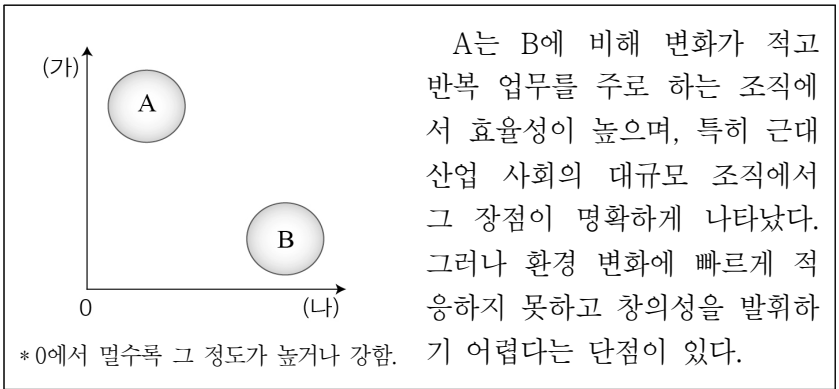 (가)
A
B
0
(나)
*0에서 멀수록 그 정도가 높거나 강함.
A는 B에 비해 변화가 적고
반복 업무를 주로 하는 조직에
서 효율성이 높으며, 특히 근대
산업 사회의 대규모 조직에서
그 장점이 명확하게 나타났다.
그러나 환경 변화에 빠르게 적
응하지 못하고 창의성을 발휘하
기 어렵다는 단점이 있다.